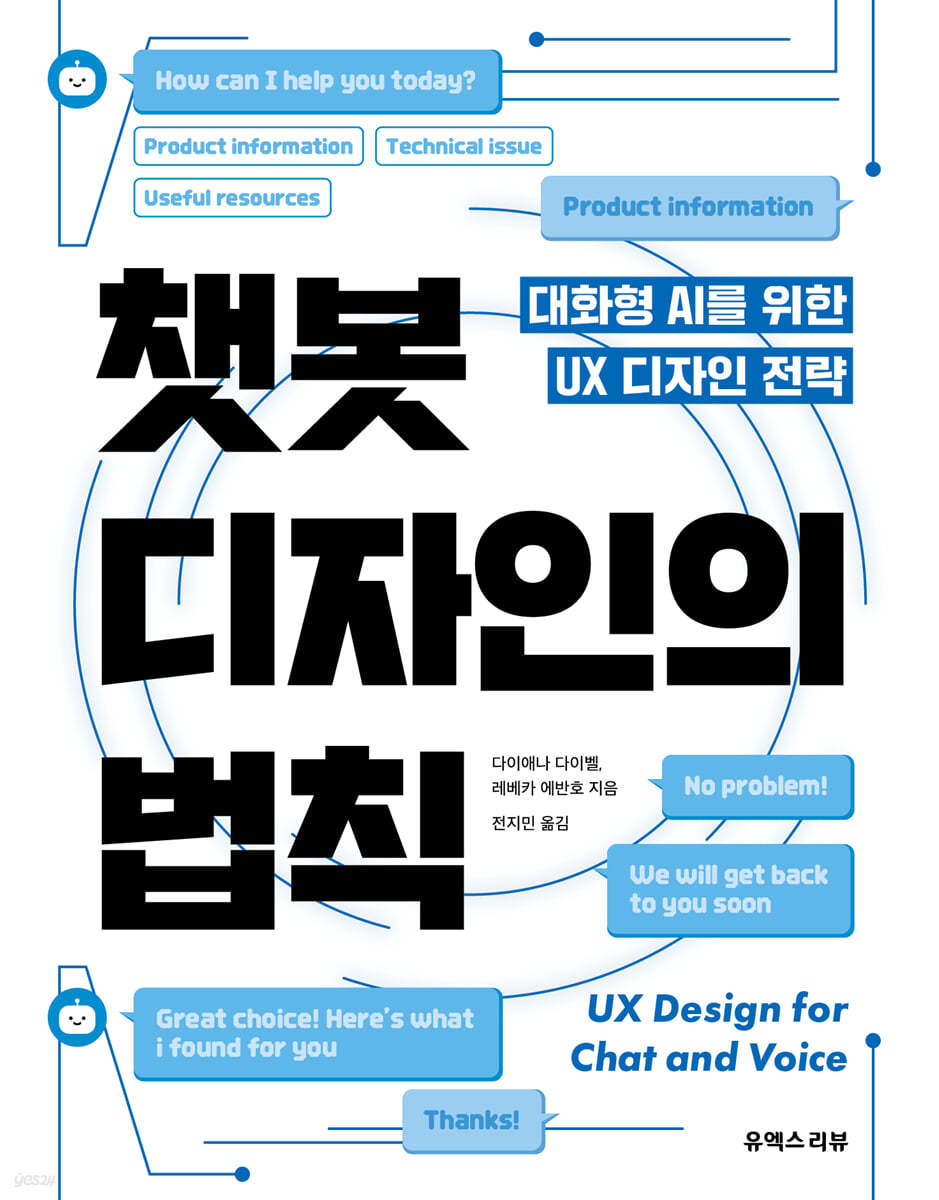 How can I help you today?
Product information
Technical issue
Useful resources
Product information
대화형 AI를 위한
UX 디자인 전략
챗봇
디자인의
법칙
다이애나 다이벨,
레베카 에반호 지음
전지민 옮김
No problem!
We will get back
to you soon
Great choice! Here's what
i found for you
UX Design for
Chat and Voice
Thanks!
유엑스 리뷰
yes24